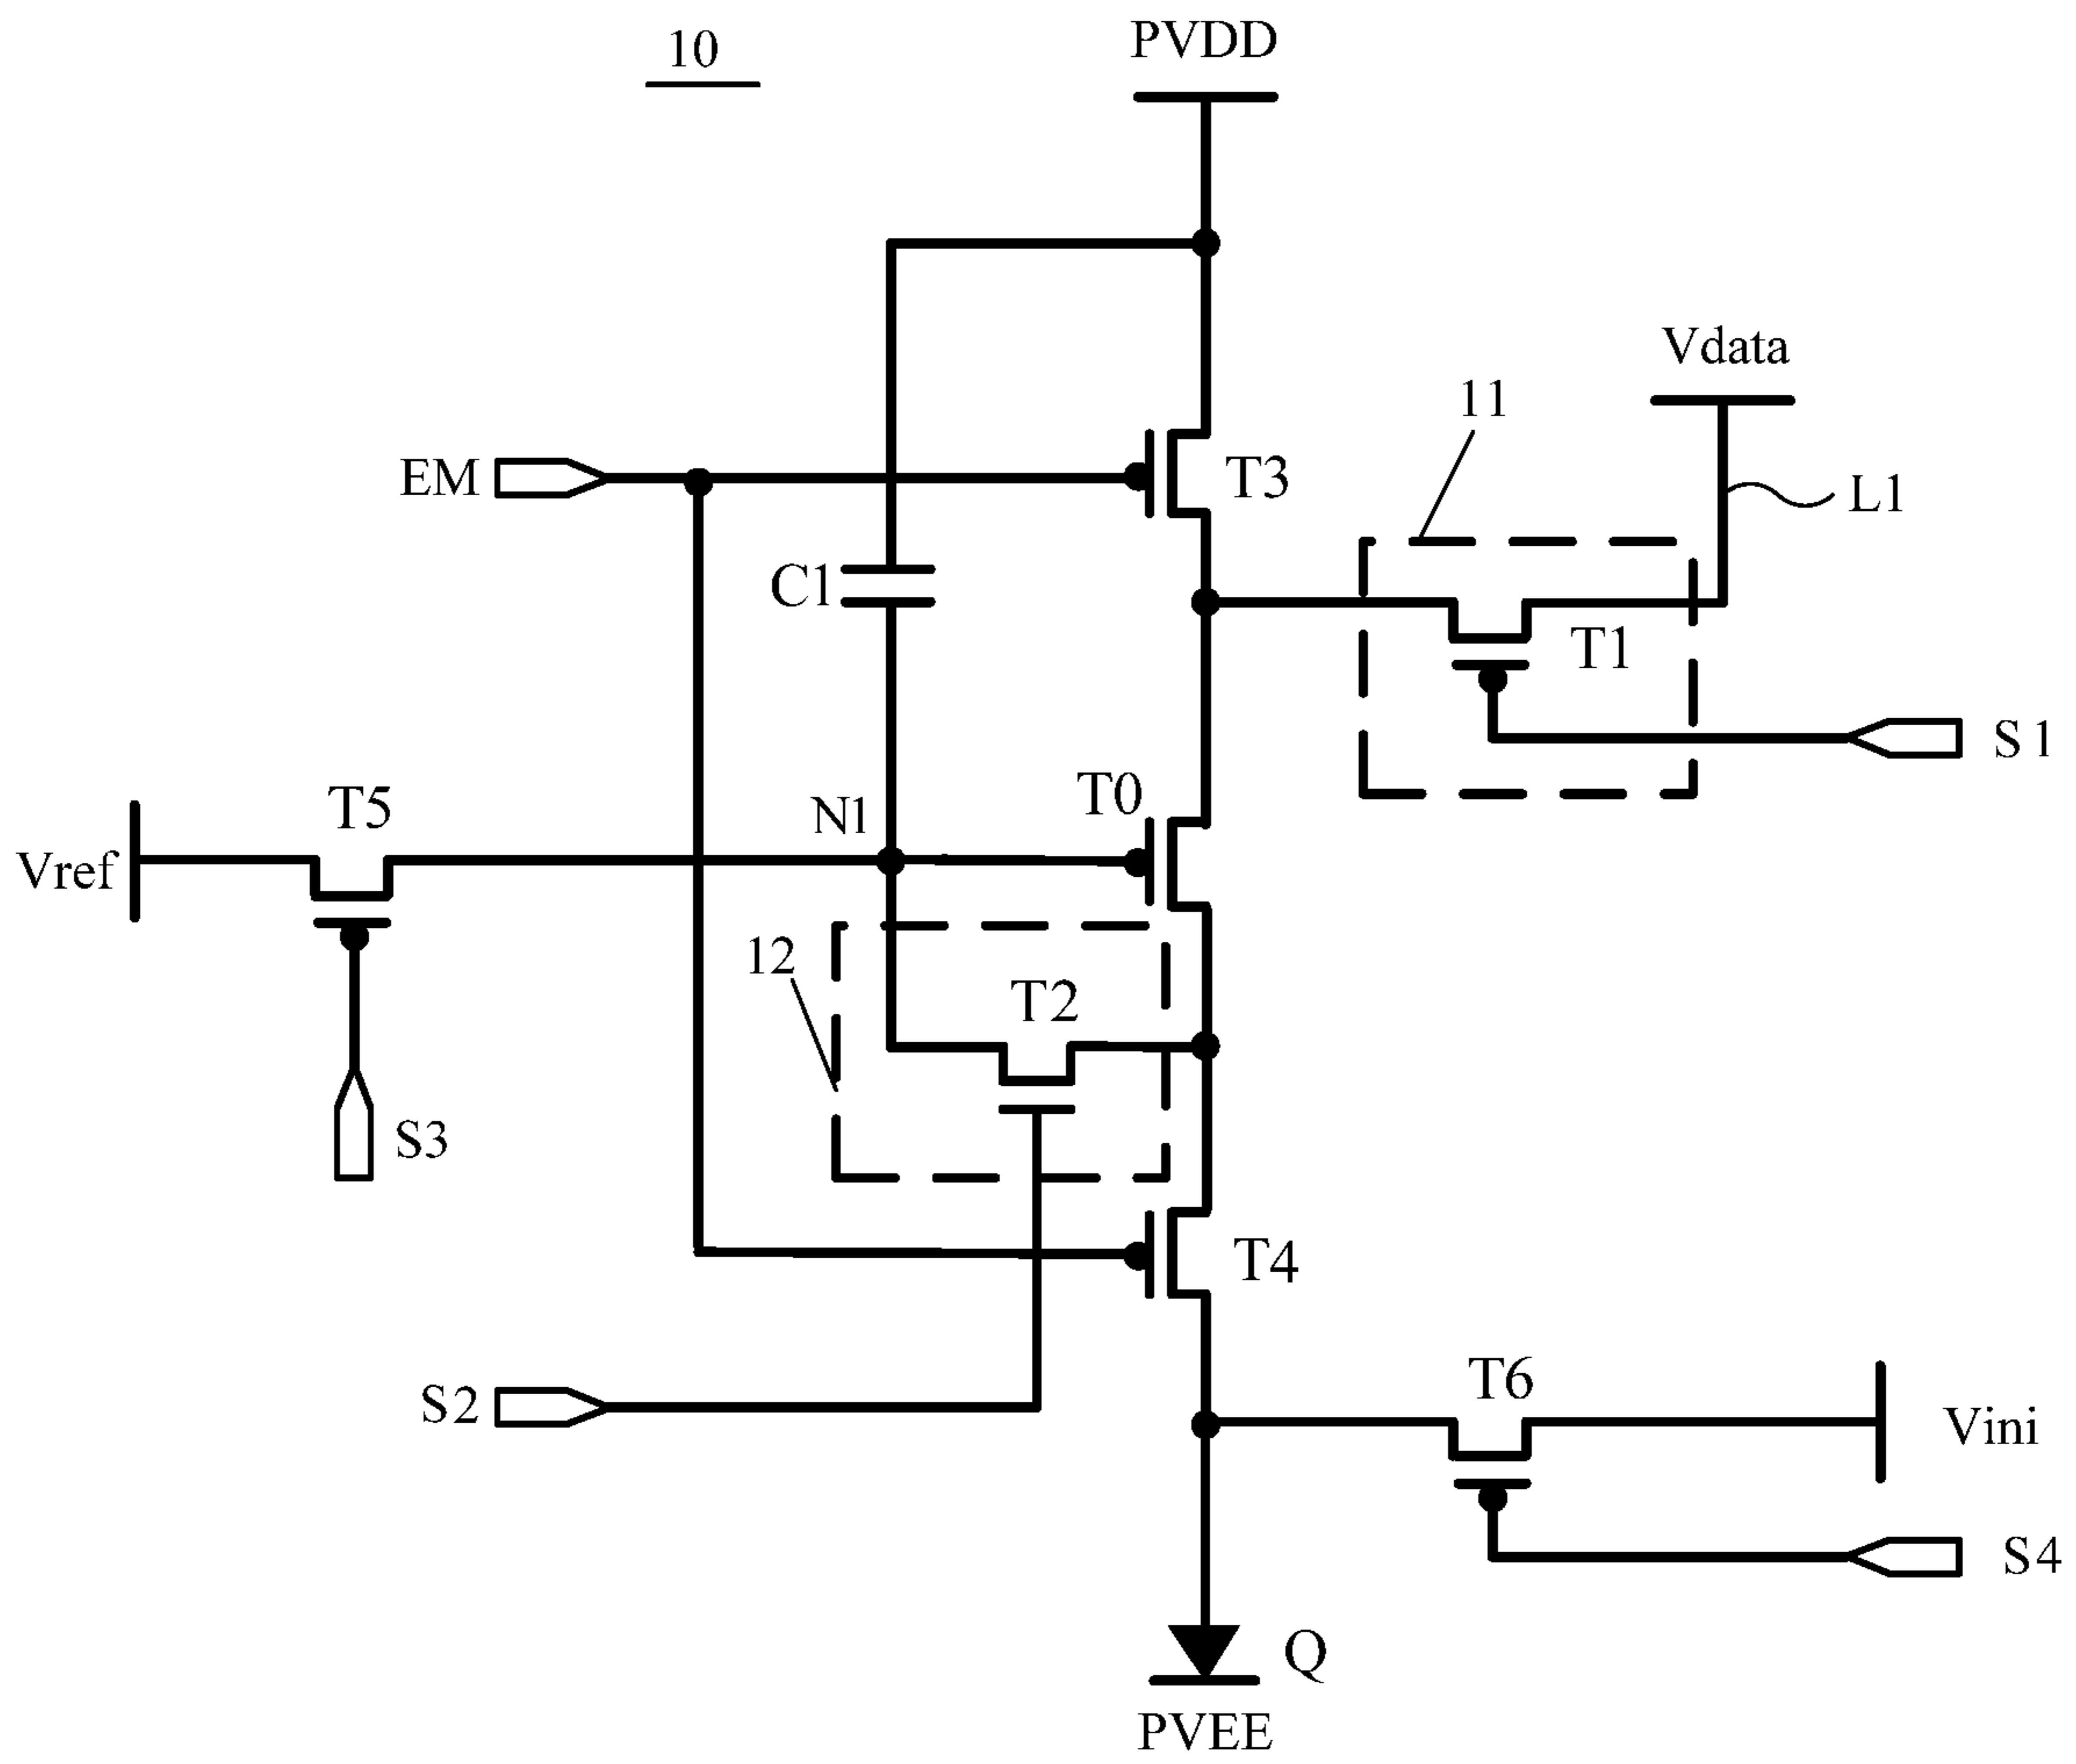 10
PVDD
Vdata
11
EM
T3
L1
C1
T1
S1
T0
T5
N1
Vref
12
T2
S3
T4
T6
S2
Vini
S4
Q
PVEE